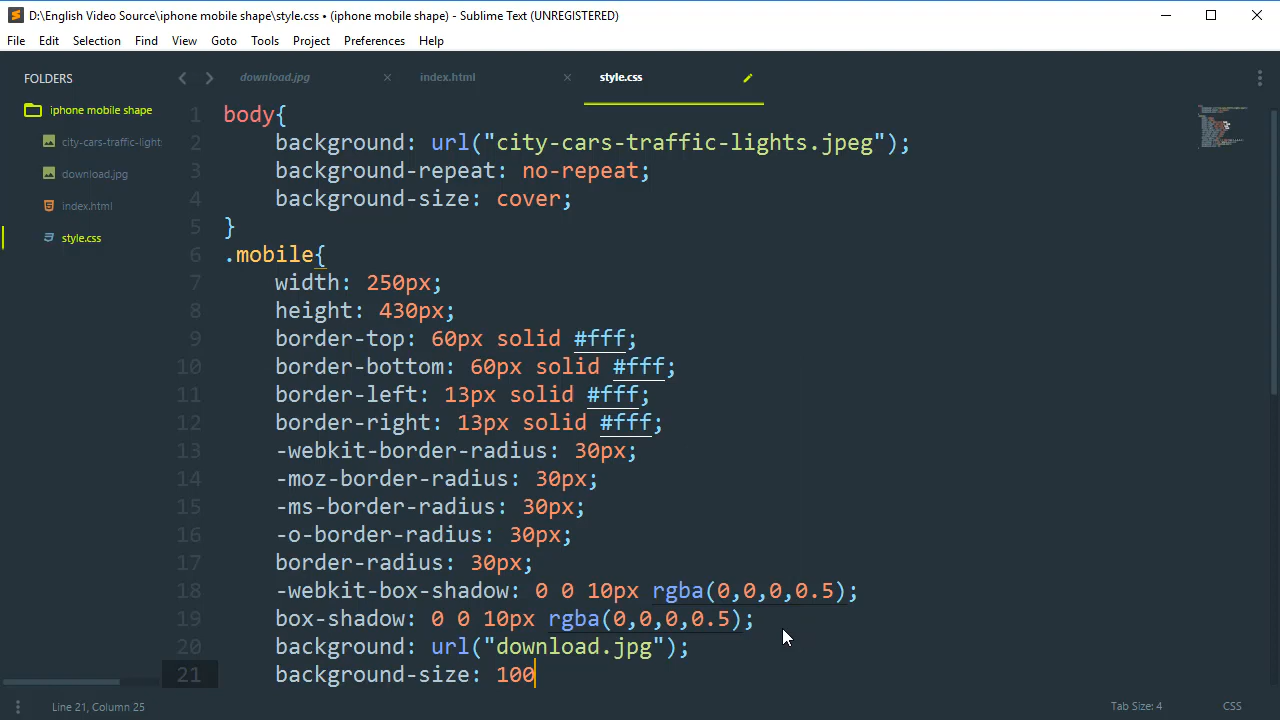 D:\English Video Source\iphone mobile shape\style.css • (iphone mobile shape) - Sublime Text (UNREGISTERED)
File Edit Selection Find View Goto Tools Project Preferences Help
FOLDERS
iphone mobile shape
city-cars-traffic-light
download.jpg
index.html
style.css
download.jpg × index.html × style.css
1 body{
2 background: url("city-cars-traffic-lights.jpeg");
3 background-repeat: no-repeat;
4 background-size: cover;
5 }
6 .mobile{
7 width: 250px;
8 height: 430px;
9 border-top: 60px solid #fff;
10 border-bottom: 60px solid #fff;
11 border-left: 13px solid #fff;
12 border-right: 13px solid #fff;
13 -webkit-border-radius: 30px;
14 -moz-border-radius: 30px;
15 -ms-border-radius: 30px;
16 -o-border-radius: 30px;
17 border-radius: 30px;
18 -webkit-box-shadow: 0 0 10px rgba(0,0,0,0.5);
19 box-shadow: 0 0 10px rgba(0,0,0,0.5);
20 background: url("download.jpg");
21 background-size: 100
Line 21, Column 25 Tab Size: 4 CSS